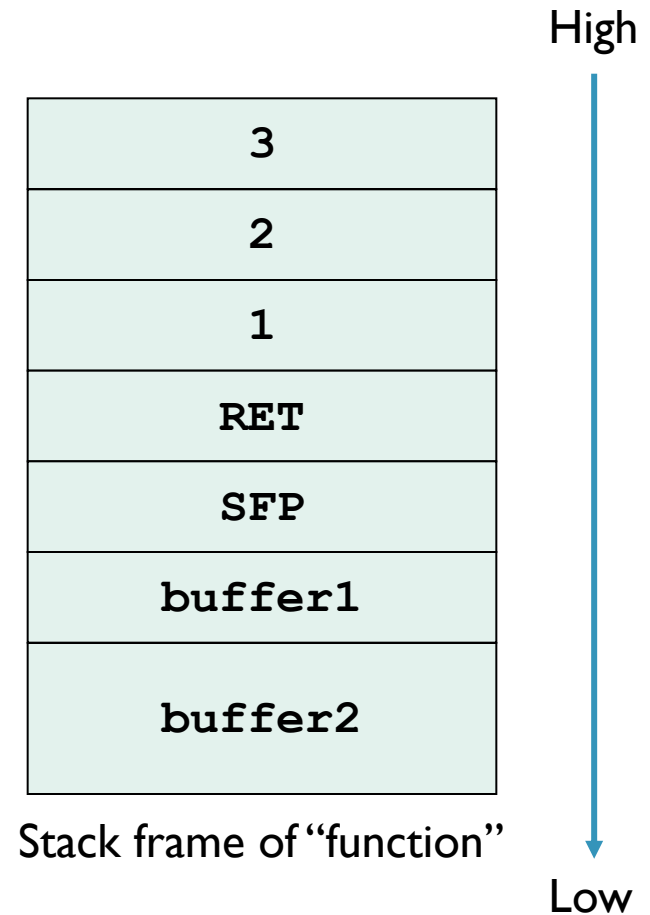 High
3
2
1
RET
SFP
buffer1
buffer2
Stack frame of “function”
Low